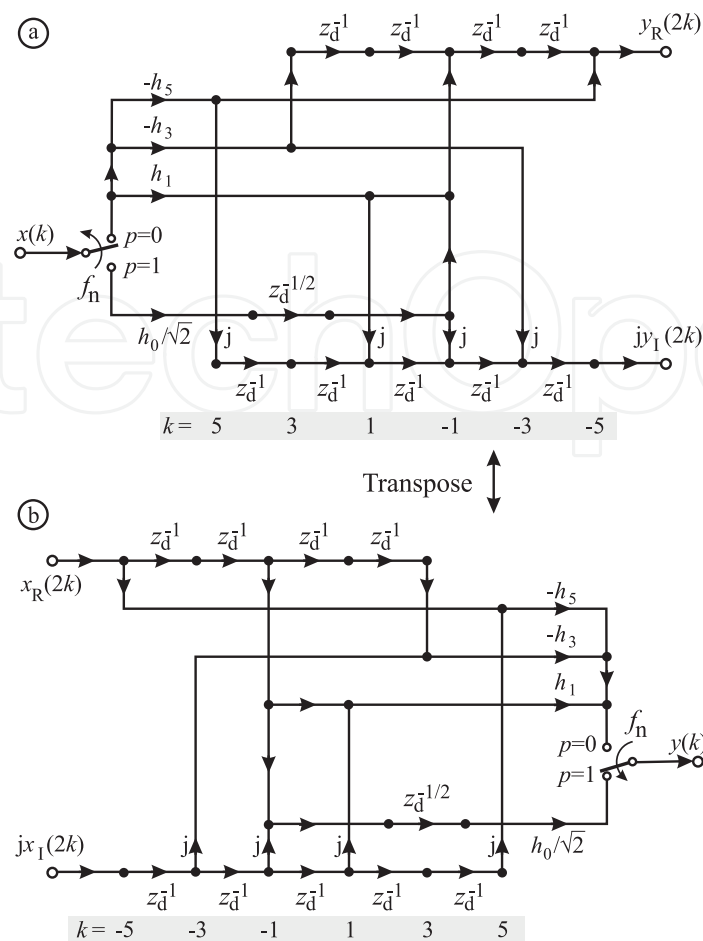 a
z_d^-1 z_d^-1 z_d^-1 z_d^-1 y_R(2k)
-h_5
-h_3
h_1
x(k)
p=0
p=1
f_n
z_d^-1/2
h_0/√2
j j j j jy_I(2k)
z_d^-1 z_d^-1 z_d^-1 z_d^-1 z_d^-1
k = 5 3 1 -1 -3 -5
Transpose
b
z_d^-1 z_d^-1 z_d^-1 z_d^-1
x_R(2k)
-h_5
-h_3
h_1
f_n
p=0
y(k)
p=1
z_d^-1/2
jx_I(2k) j j j j h_0/√2
z_d^-1 z_d^-1 z_d^-1 z_d^-1 z_d^-1
k = -5 -3 -1 1 3 5